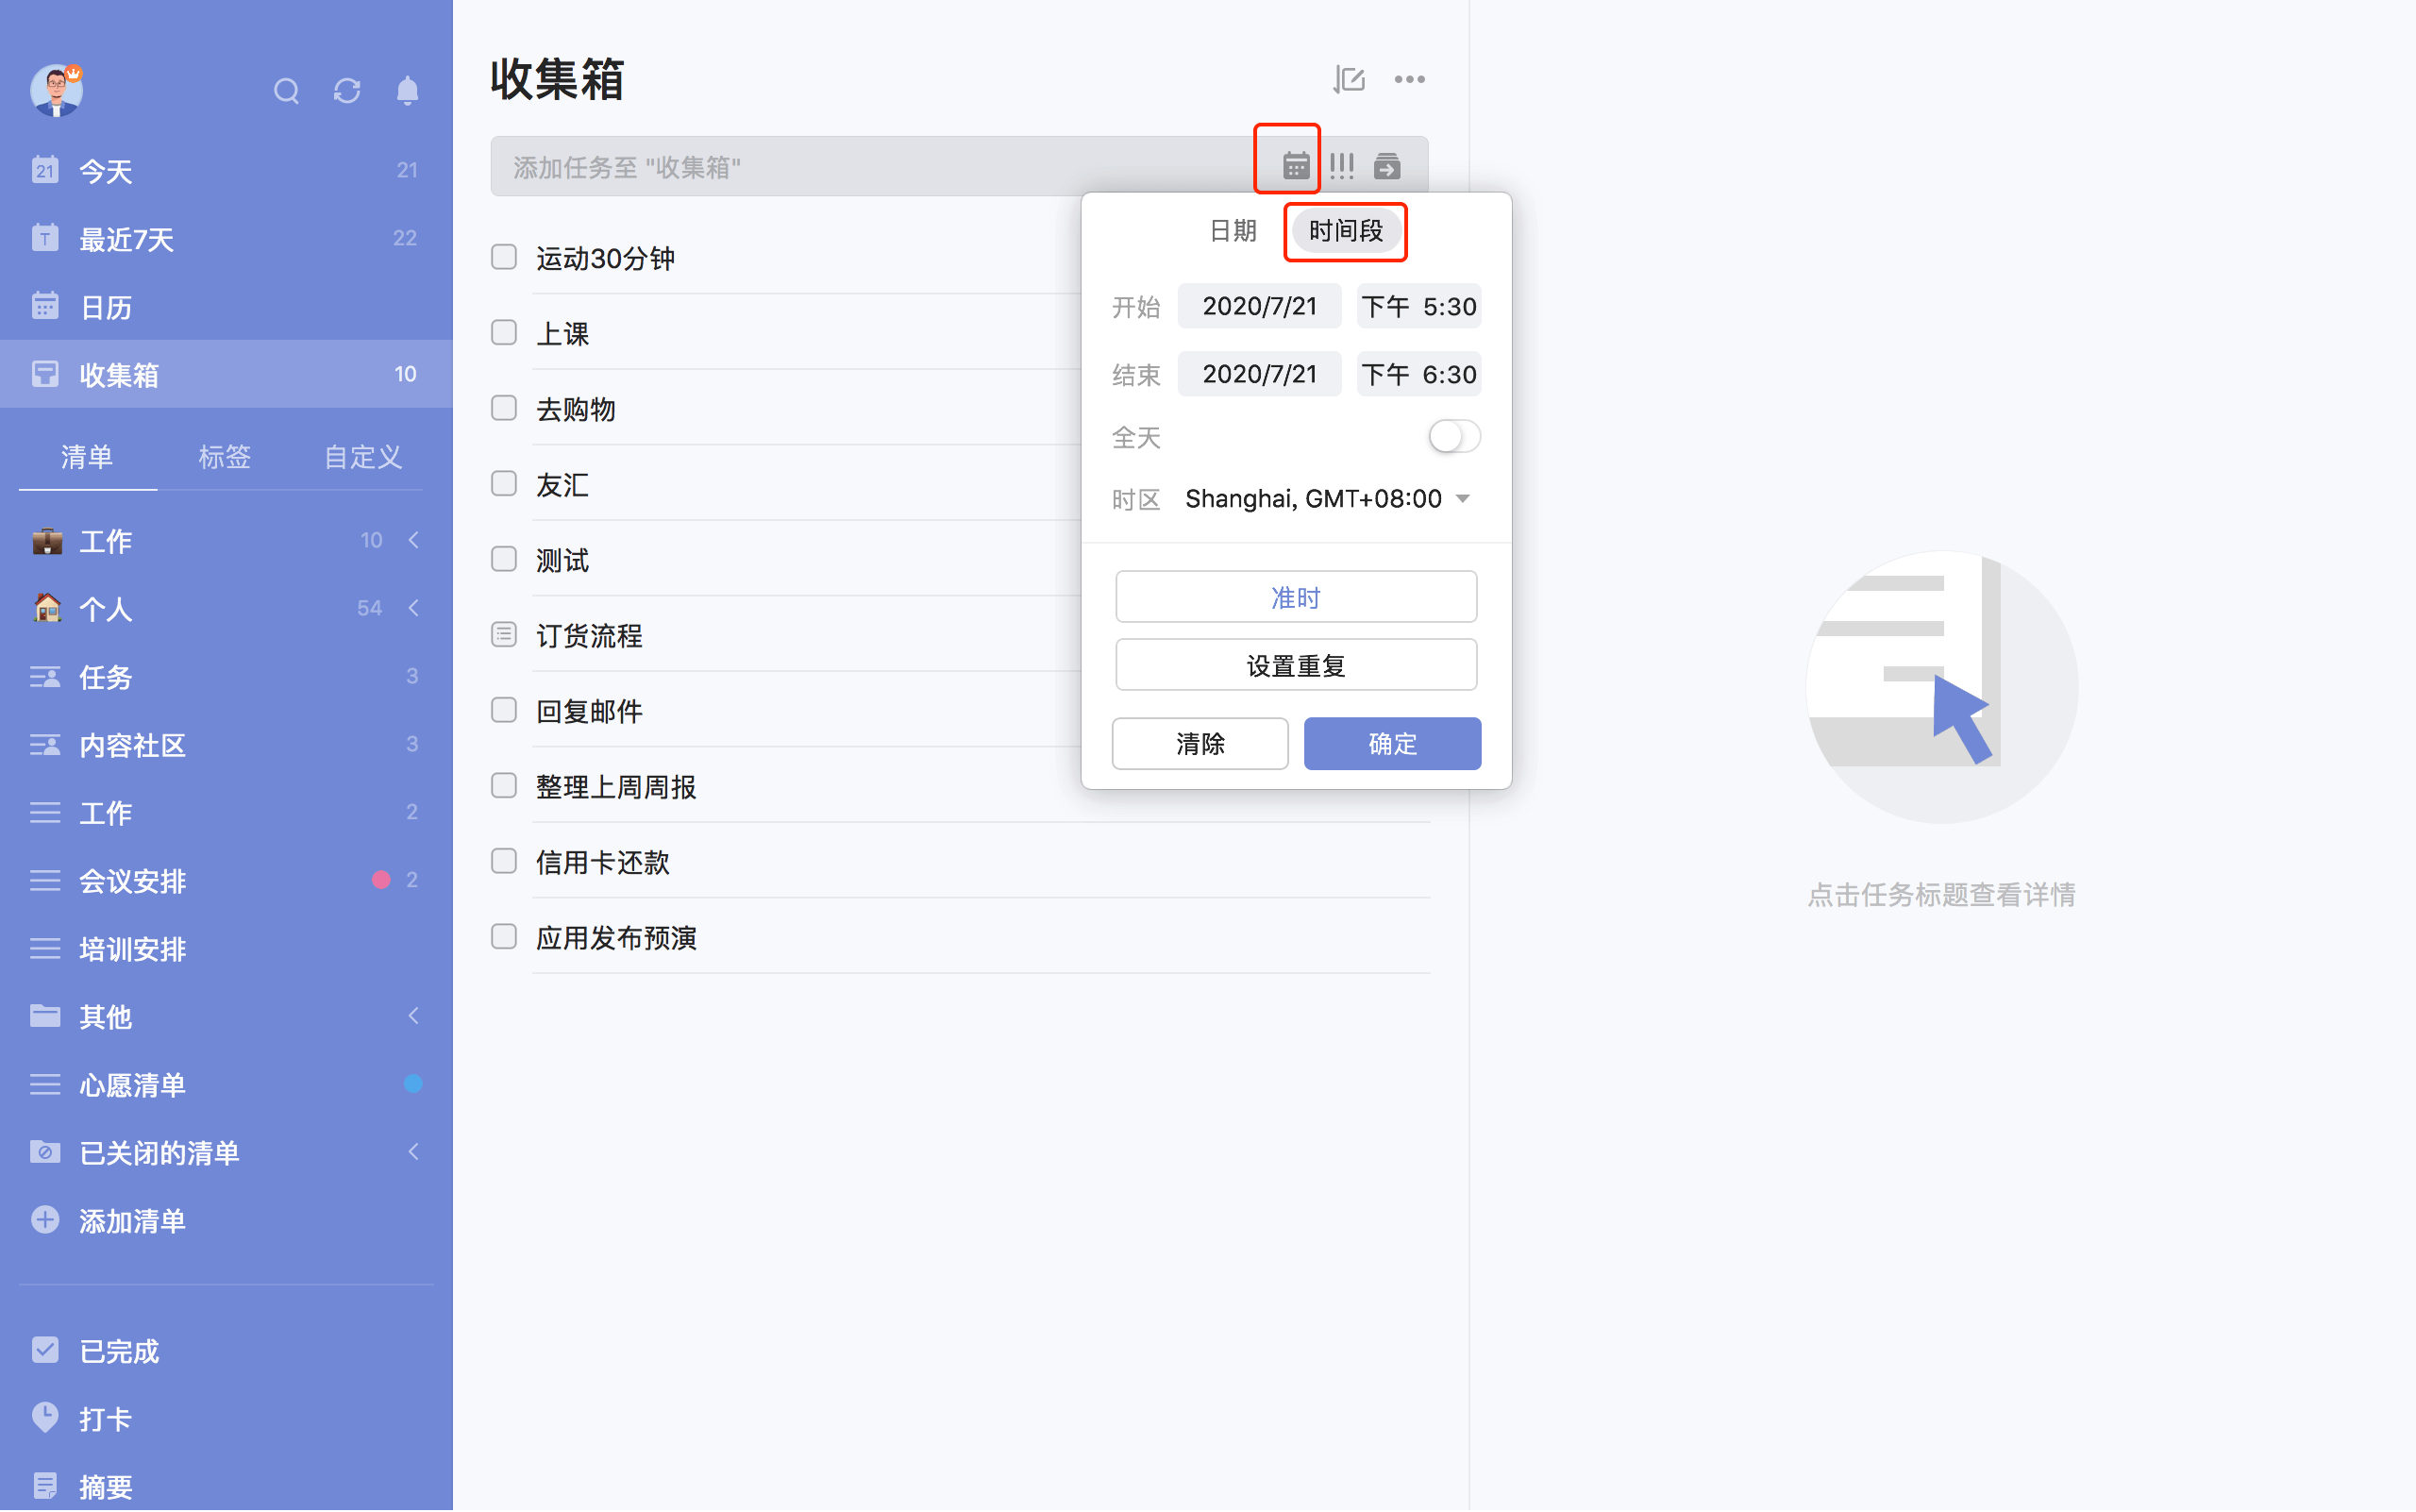 21 今天 21
T 最近7天 22
日历
收集箱 10
清单 标签 自定义
工作 10
个人 54
任务 3
内容社区 3
工作 2
会议安排 2
培训安排
其他
心愿清单
已关闭的清单
添加清单
已完成
打卡
摘要
收集箱
添加任务至 "收集箱"
运动30分钟
上课
去购物
友汇
测试
订货流程
回复邮件
整理上周周报
信用卡还款
应用发布预演
日期 时间段
开始 2020/7/21 下午 5:30
结束 2020/7/21 下午 6:30
全天
时区 Shanghai, GMT+08:00
准时
设置重复
清除 确定
点击任务标题查看详情